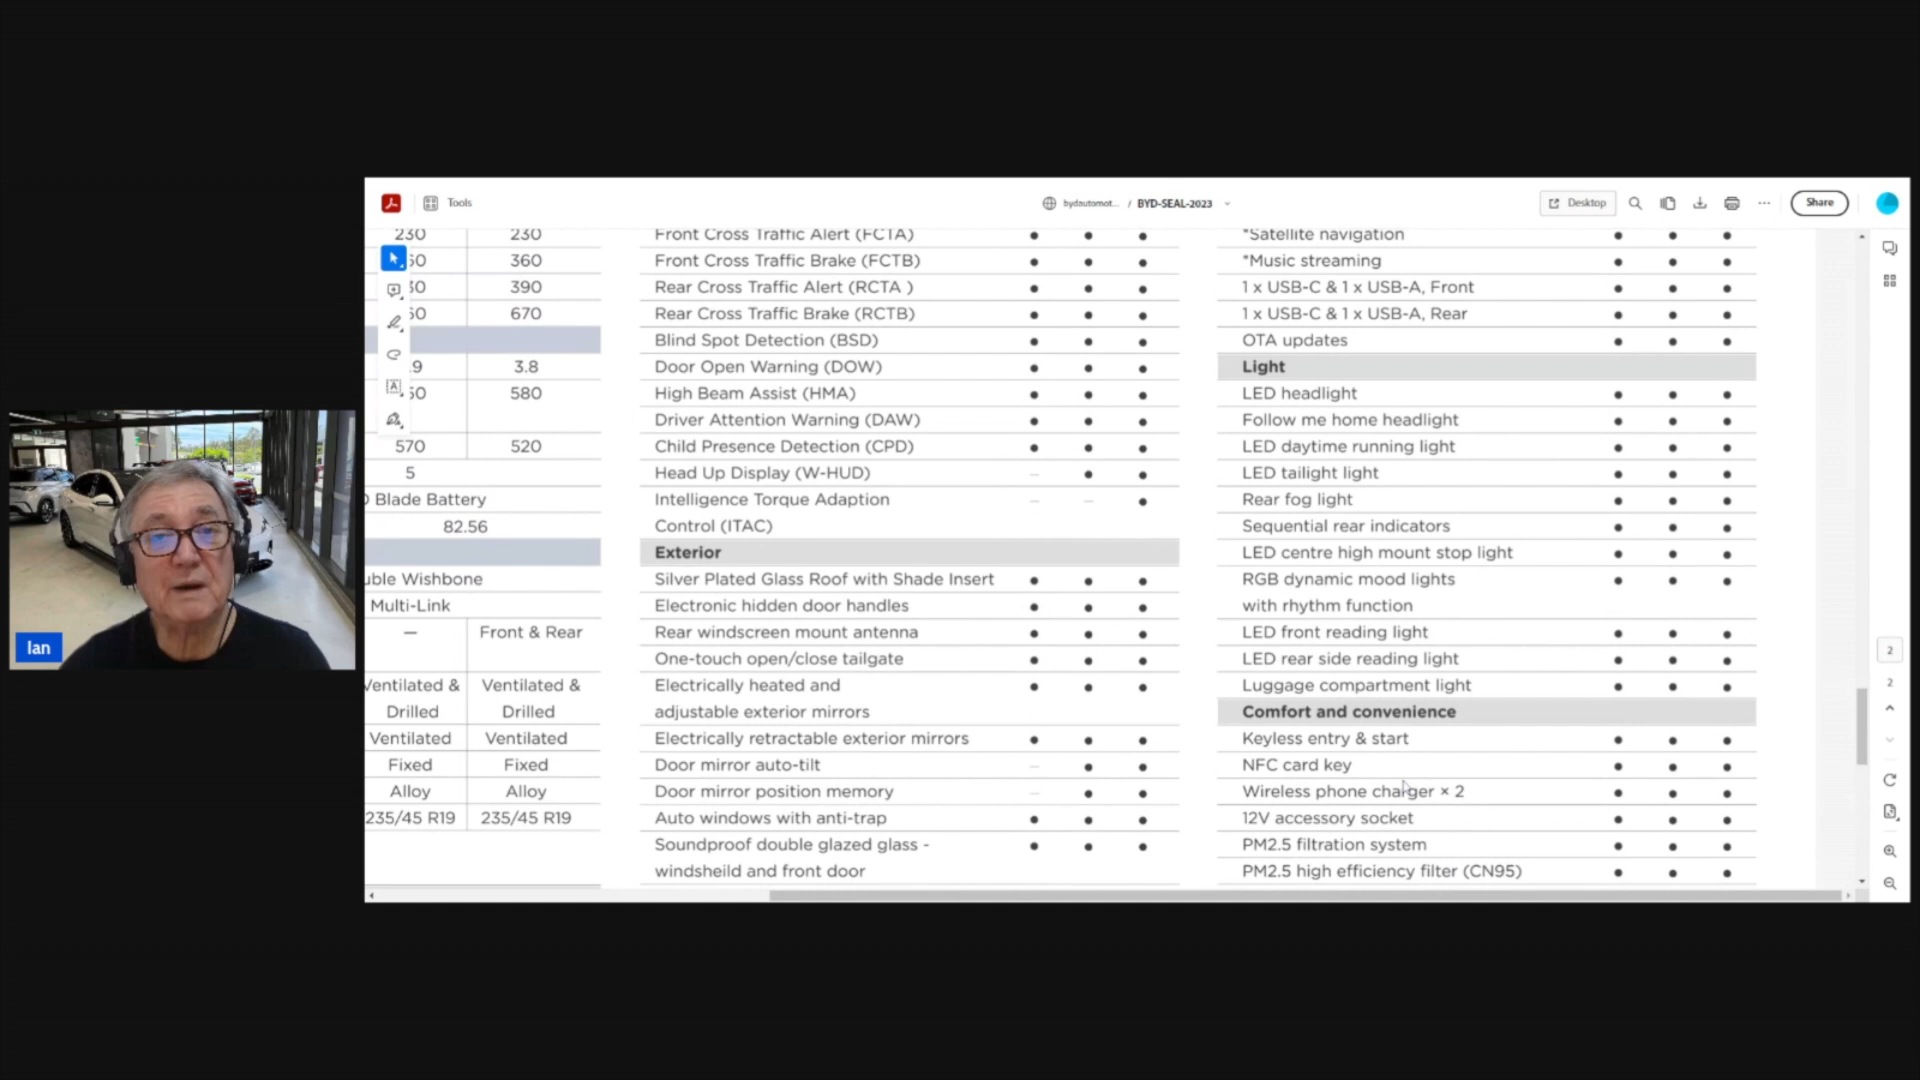 Tools
bydautomot... / BYD-SEAL-2023
Desktop
Share
230 230
360
390
670
.9 3.8
580
570 520
5
Blade Battery
82.56
Wishbone
Multi-Link
— Front & Rear
Ventilated & Ventilated &
Drilled Drilled
Ventilated Ventilated
Fixed Fixed
Alloy Alloy
235/45 R19 235/45 R19
Front Cross Traffic Alert (FCTA)
Front Cross Traffic Brake (FCTB)
Rear Cross Traffic Alert (RCTA )
Rear Cross Traffic Brake (RCTB)
Blind Spot Detection (BSD)
Door Open Warning (DOW)
High Beam Assist (HMA)
Driver Attention Warning (DAW)
Child Presence Detection (CPD)
Head Up Display (W-HUD)
Intelligence Torque Adaption
Control (ITAC)
Exterior
Silver Plated Glass Roof with Shade Insert
Electronic hidden door handles
Rear windscreen mount antenna
One-touch open/close tailgate
Electrically heated and
adjustable exterior mirrors
Electrically retractable exterior mirrors
Door mirror auto-tilt
Door mirror position memory
Auto windows with anti-trap
Soundproof double glazed glass -
windsheild and front door
*Satellite navigation
*Music streaming
1 x USB-C & 1 x USB-A, Front
1 x USB-C & 1 x USB-A, Rear
OTA updates
Light
LED headlight
Follow me home headlight
LED daytime running light
LED tailight light
Rear fog light
Sequential rear indicators
LED centre high mount stop light
RGB dynamic mood lights
with rhythm function
LED front reading light
LED rear side reading light
Luggage compartment light
Comfort and convenience
Keyless entry & start
NFC card key
Wireless phone charger × 2
12V accessory socket
PM2.5 filtration system
PM2.5 high efficiency filter (CN95)
2
2
Ian